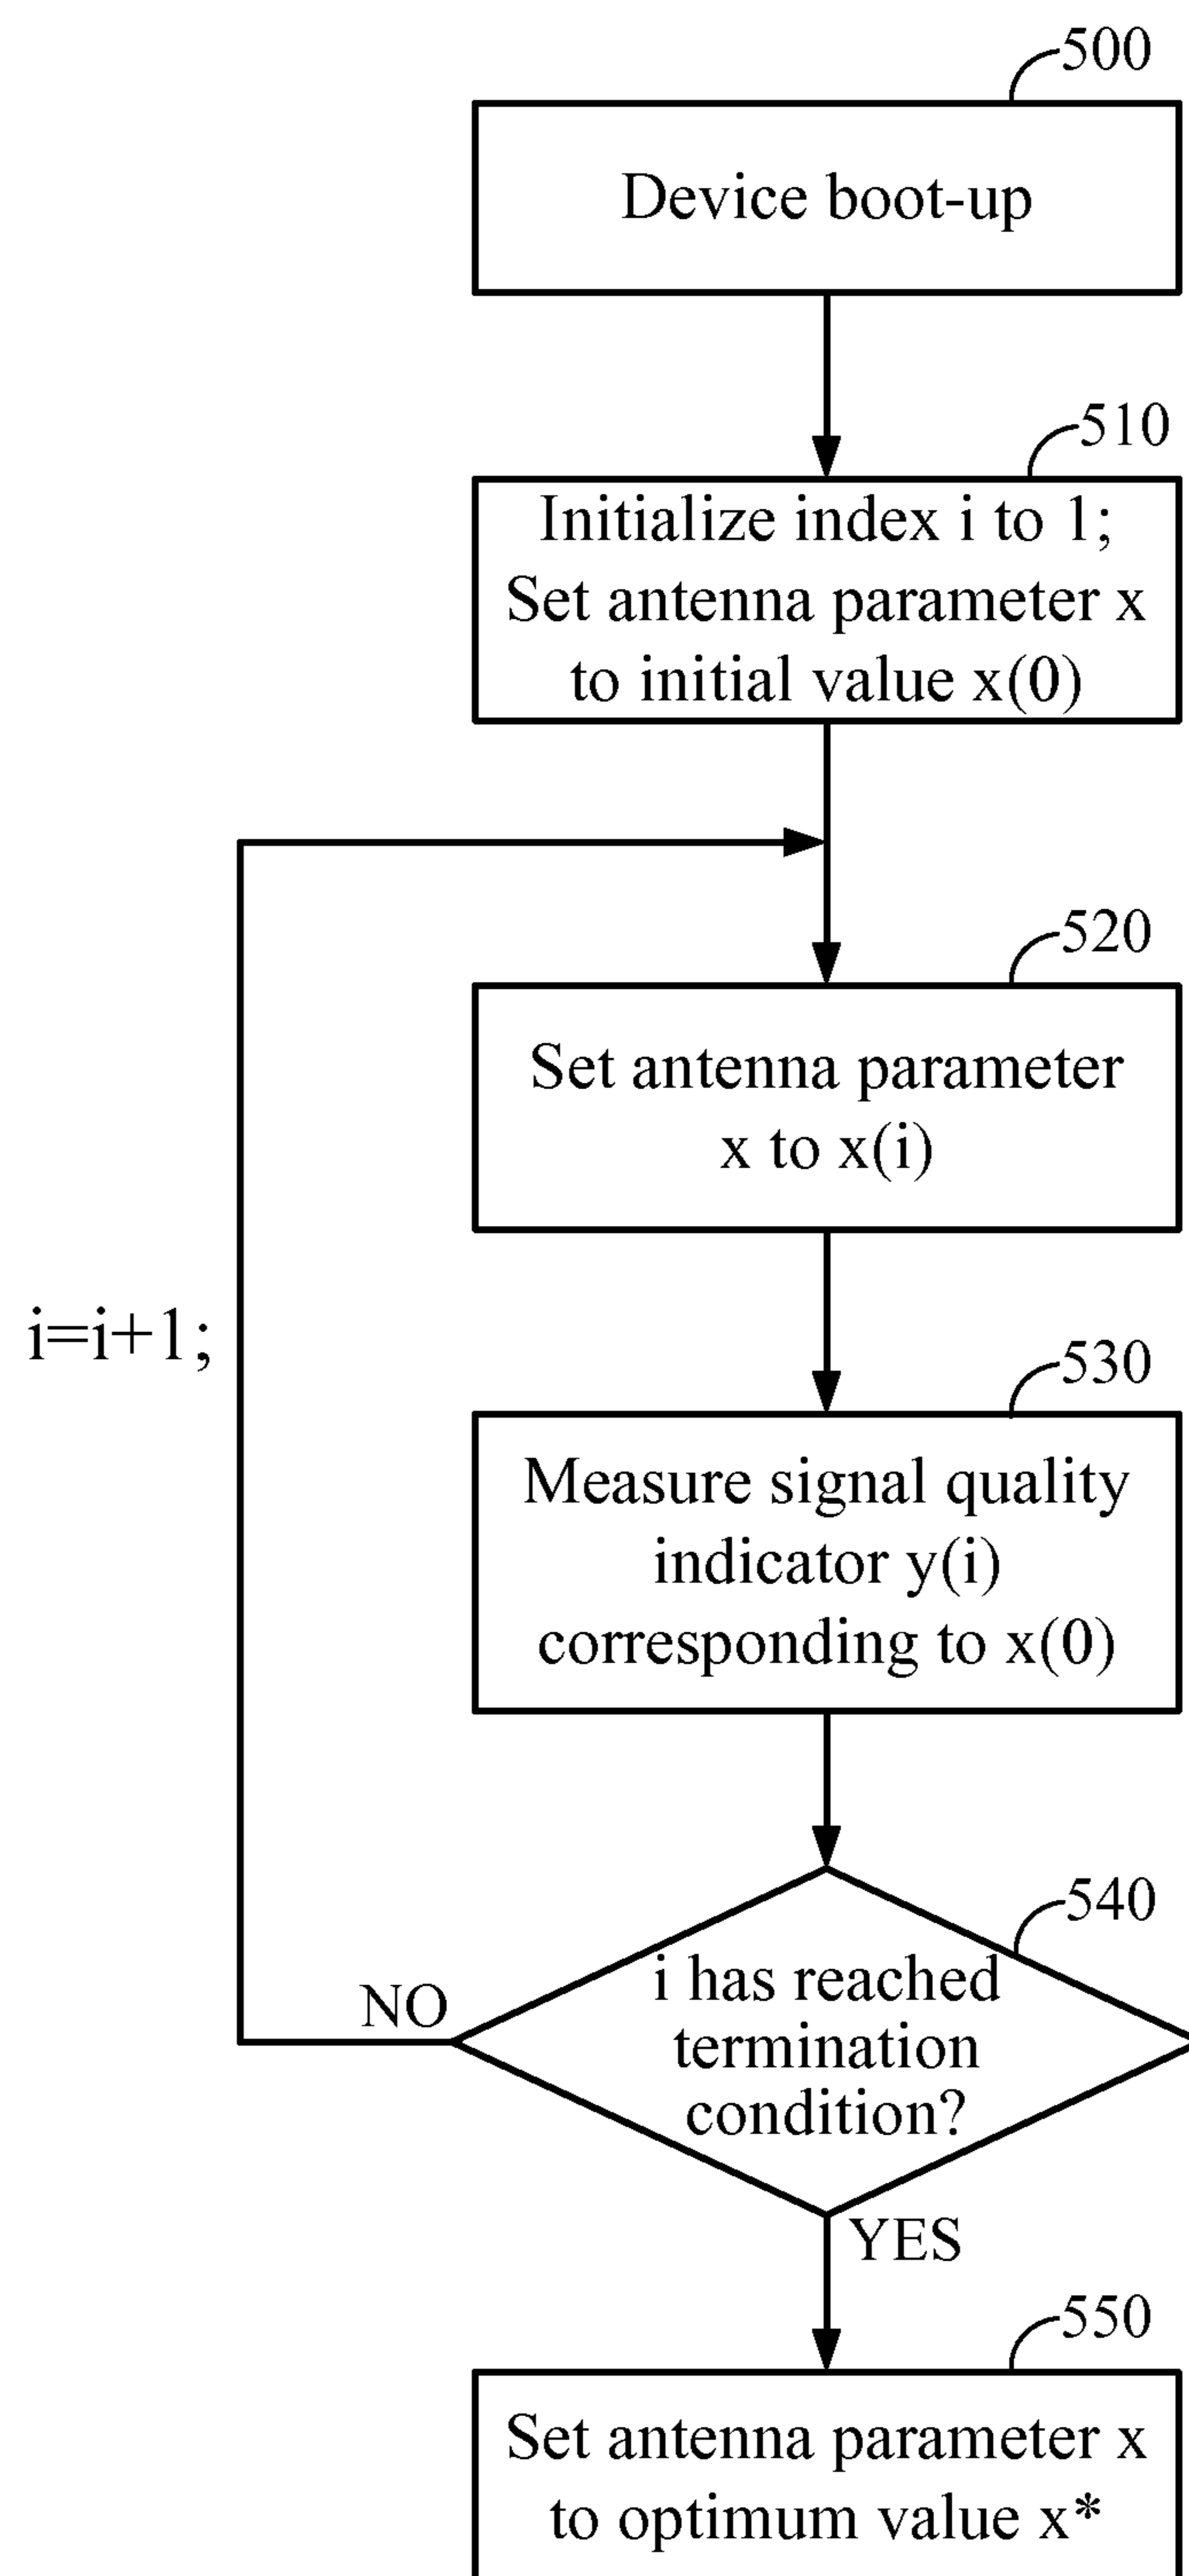 500
Device boot-up
510
Initialize index i to 1;
Set antenna parameter x
to initial value x(0)
520
Set antenna parameter
x to x(i)
i=i+1;
530
Measure signal quality
indicator y(i)
corresponding to x(0)
540
i has reached
termination
condition?
NO
YES
550
Set antenna parameter x
to optimum value x*